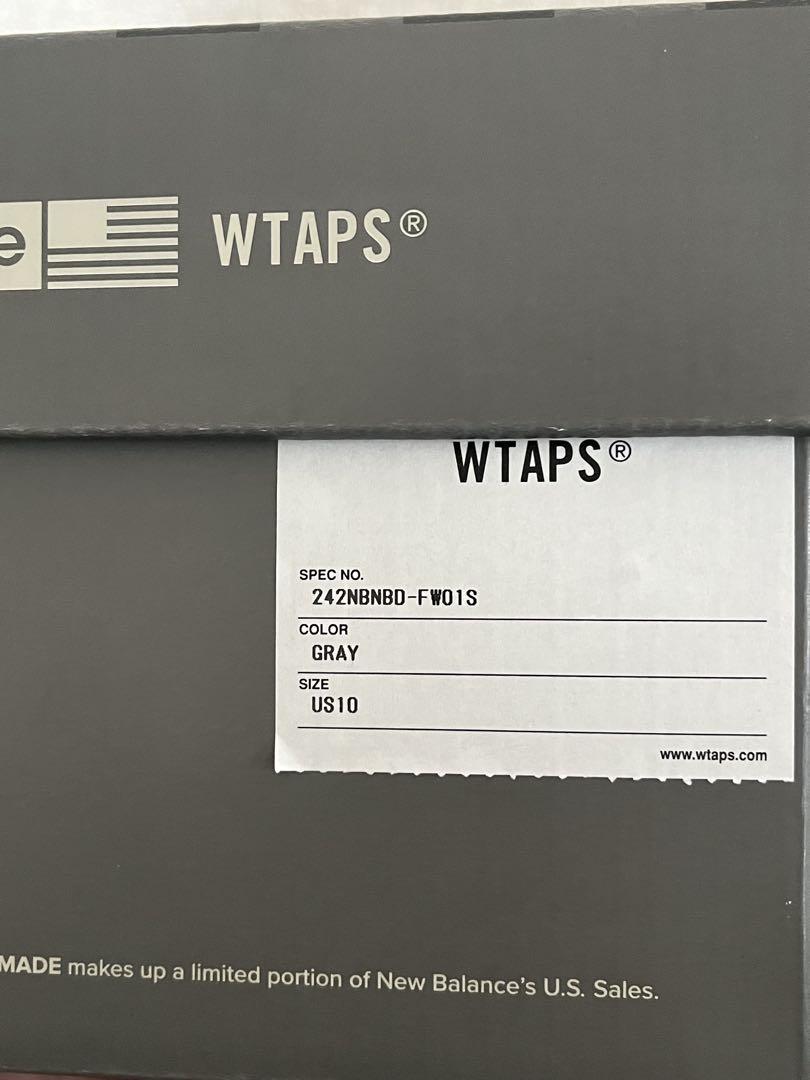 e WTAPS®
WTAPS®
SPEC NO.
242NBNBD-FW01S
COLOR
GRAY
SIZE
US10
www.wtaps.com
MADE makes up a limited portion of New Balance's U.S. Sales.